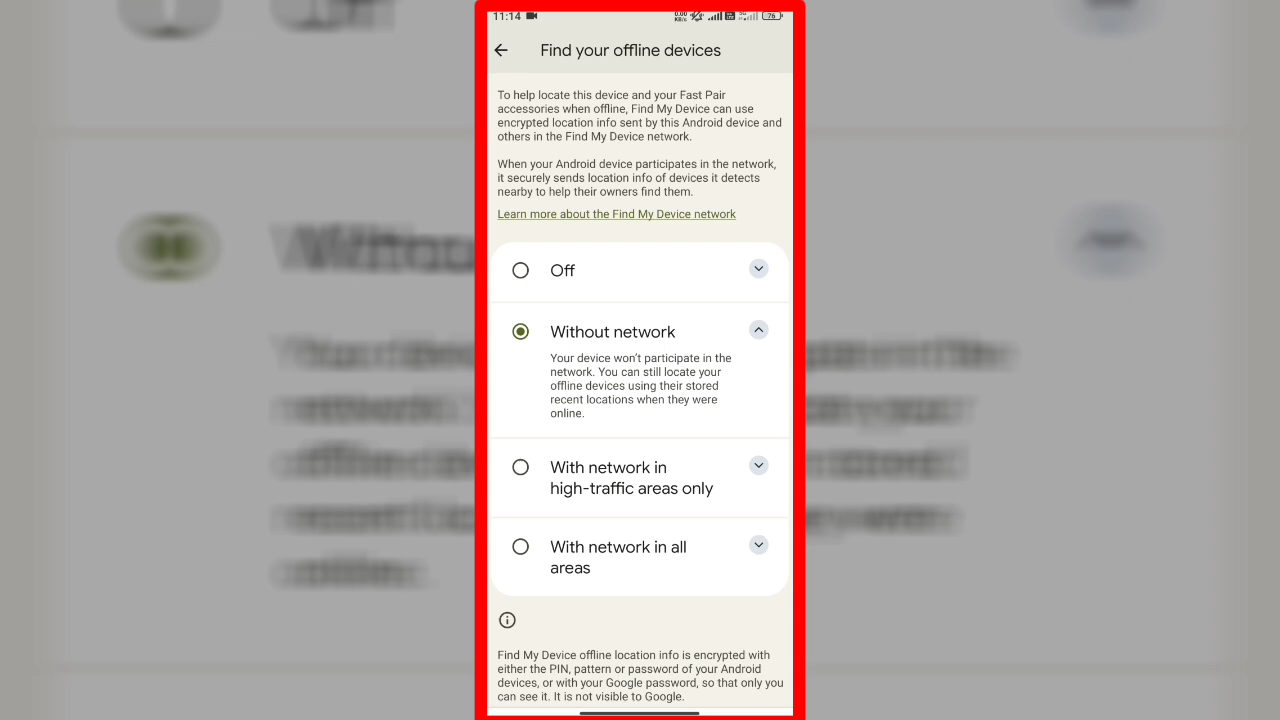 11:14
0.00
KB/s
76
Find your offline devices
To help locate this device and your Fast Pair
accessories when offline, Find My Device can use
encrypted location info sent by this Android device and
others in the Find My Device network.
When your Android device participates in the network,
it securely sends location info of devices it detects
nearby to help their owners find them.
Learn more about the Find My Device network
Off
Without network
Your device won't participate in the
network. You can still locate your
offline devices using their stored
recent locations when they were
online.
With network in
high-traffic areas only
With network in all
areas
Find My Device offline location info is encrypted with
either the PIN, pattern or password of your Android
devices, or with your Google password, so that only you
can see it. It is not visible to Google.